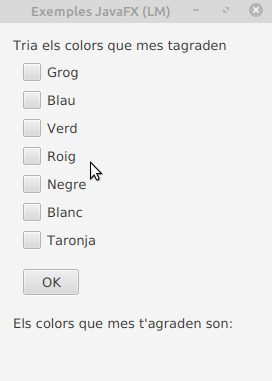 Exemples JavaFX (LM)
Tria els colors que mes tagraden
Grog
Blau
Verd
Roig
Negre
Blanc
Taronja
OK
Els colors que mes t'agraden son: